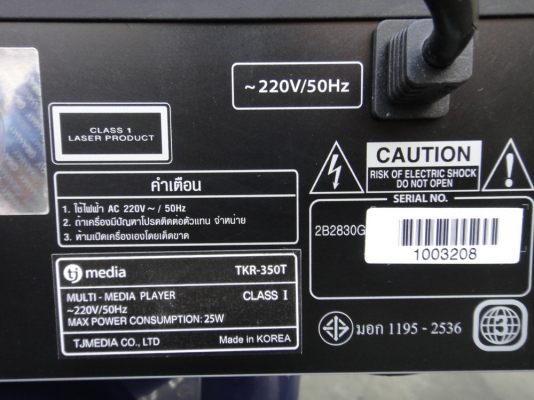 ~220V/50Hz
CLASS 1
LASER PRODUCT
CAUTION
RISK OF ELECTRIC SHOCK
DO NOT OPEN
คำเตือน
1. ใช้ไฟฟ้า AC 220V~/ 50Hz
2. ถ้าเครื่องมีปัญหาโปรดติดต่อตัวแทน จำหน่าย
3. ห้ามเปิดเครื่องเองโดยเด็ดขาด
SERIAL NO.
2B2830G
1003208
tj media TKR-350T
MULTI-MEDIA PLAYER CLASS I
~220V/50Hz
MAX POWER CONSUMPTION: 25W
TJMEDIA CO., LTD Made in KOREA
มอก 1195 - 2536
3